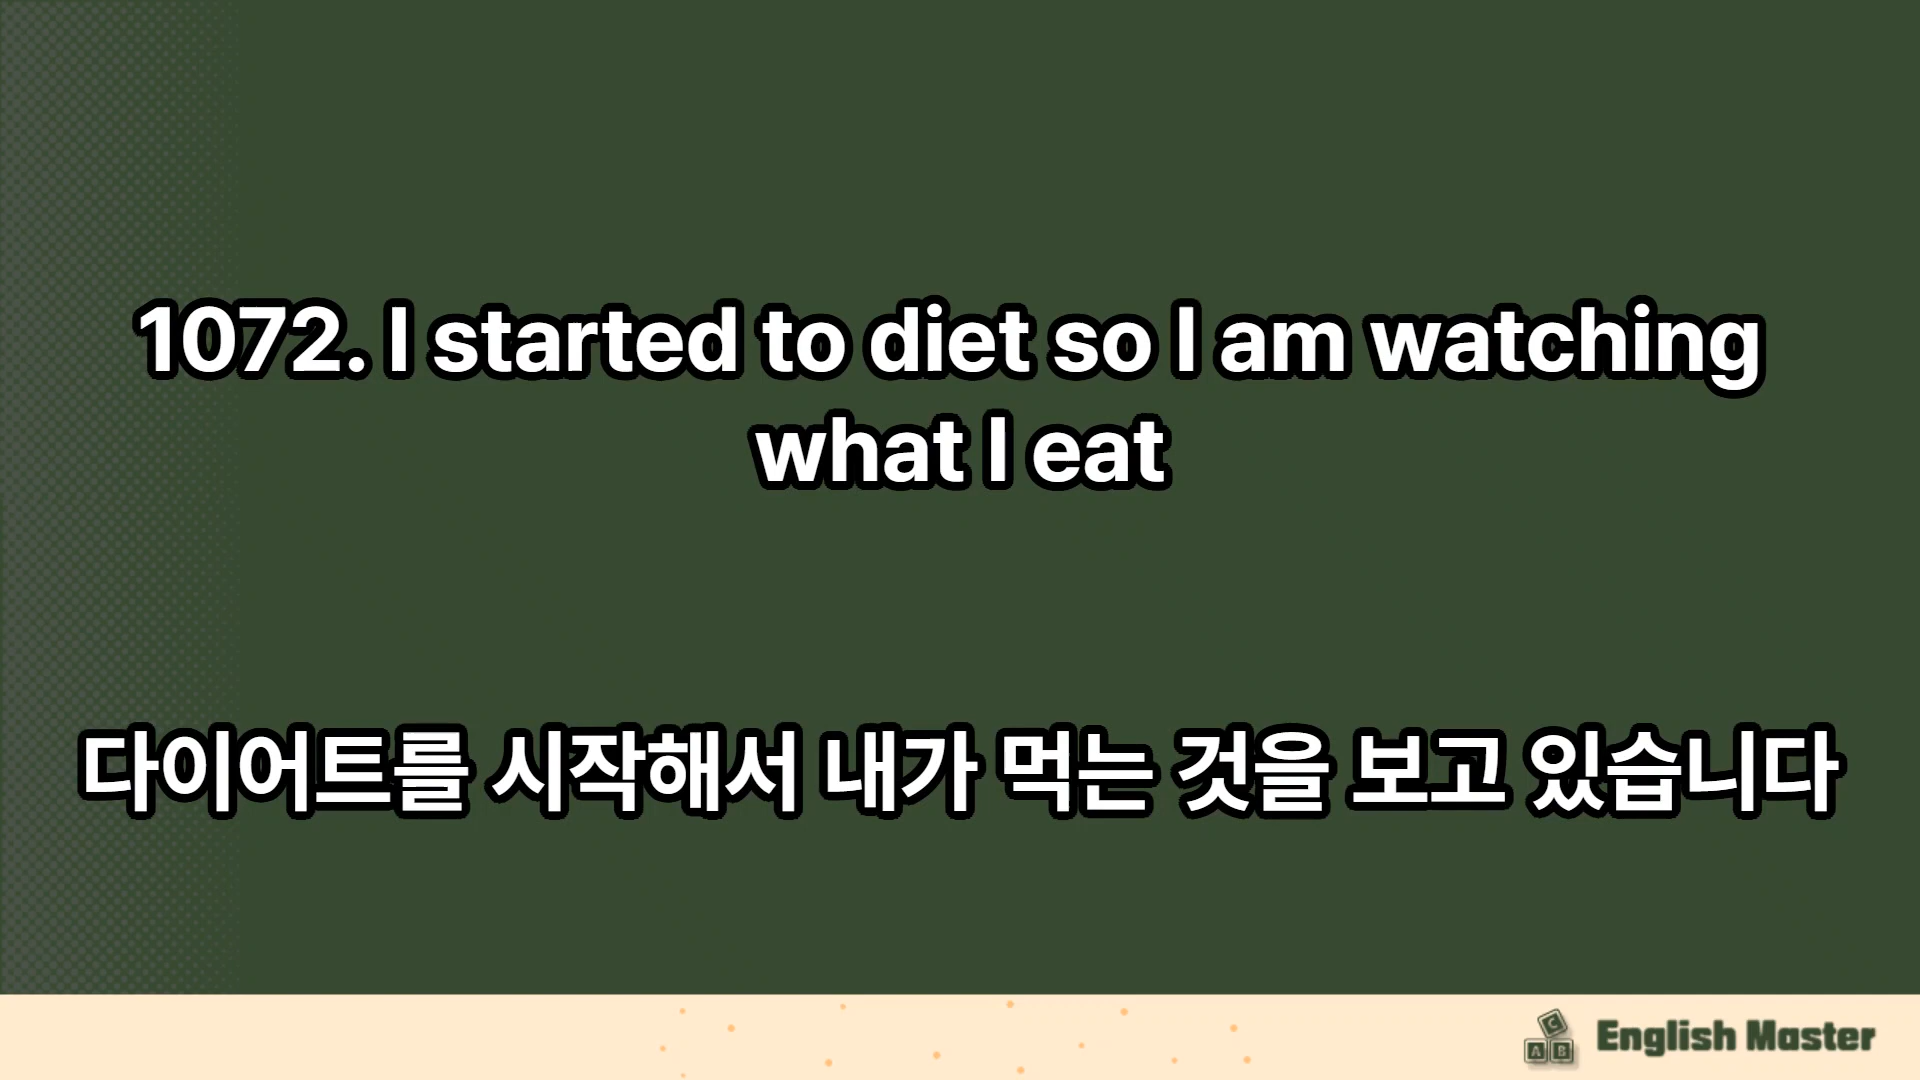 1072. I started to diet so I am watching
what I eat
다이어트를 시작해서 내가 먹는 것을 보고 있습니다
C
A B
English Master